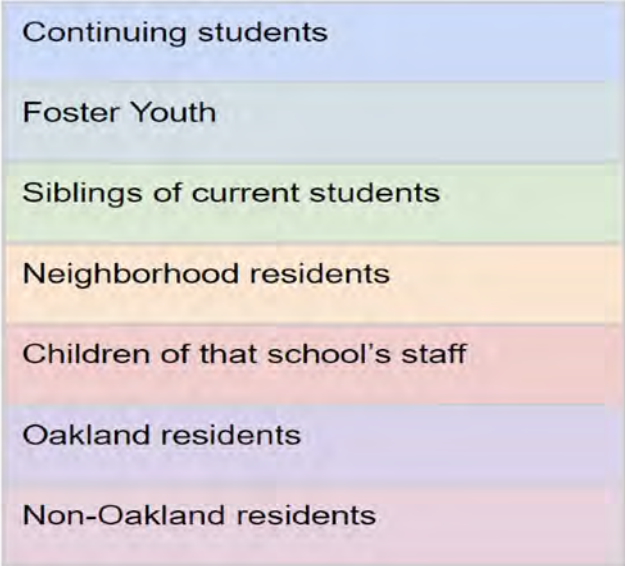 Continuing students
Foster Youth
Siblings of current students
Neighborhood residents
Children of that school's staff
Oakland residents
Non-Oakland residents